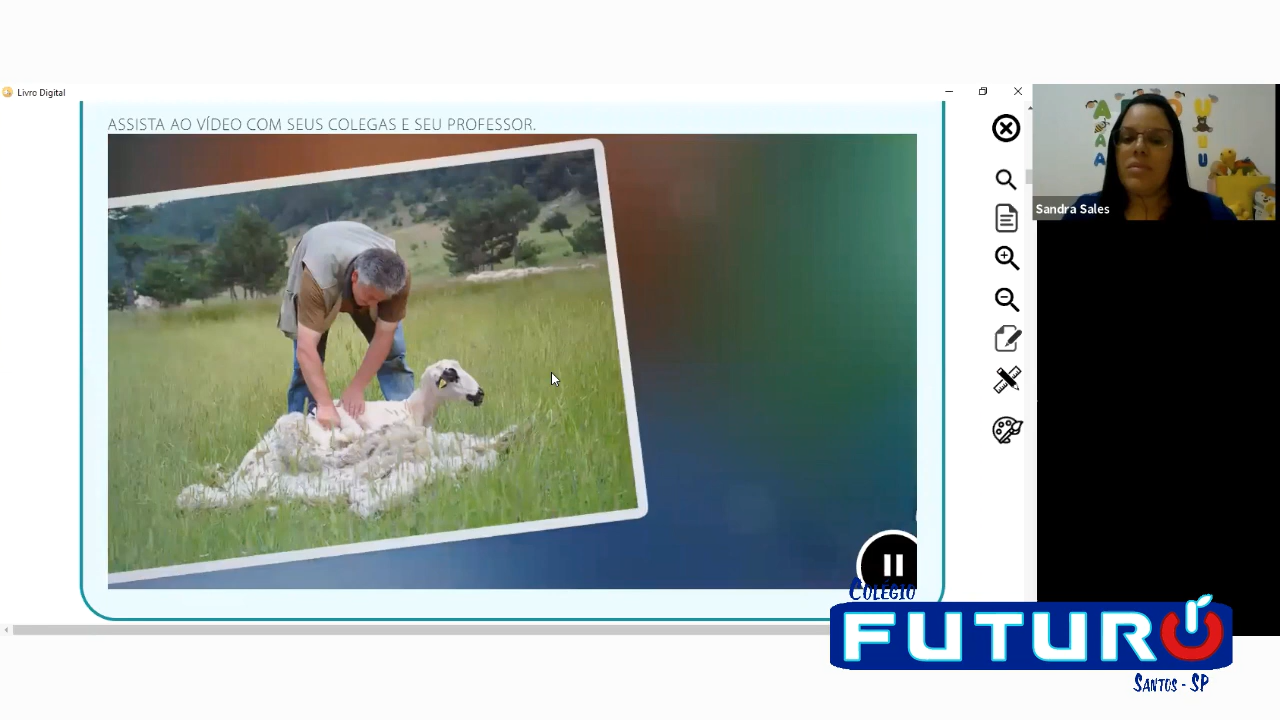 Livro Digital
ASSISTA AO VÍDEO COM SEUS COLEGAS E SEU PROFESSOR.
Sandra Sales
COLÉGIO
FUTURO
SANTOS - SP